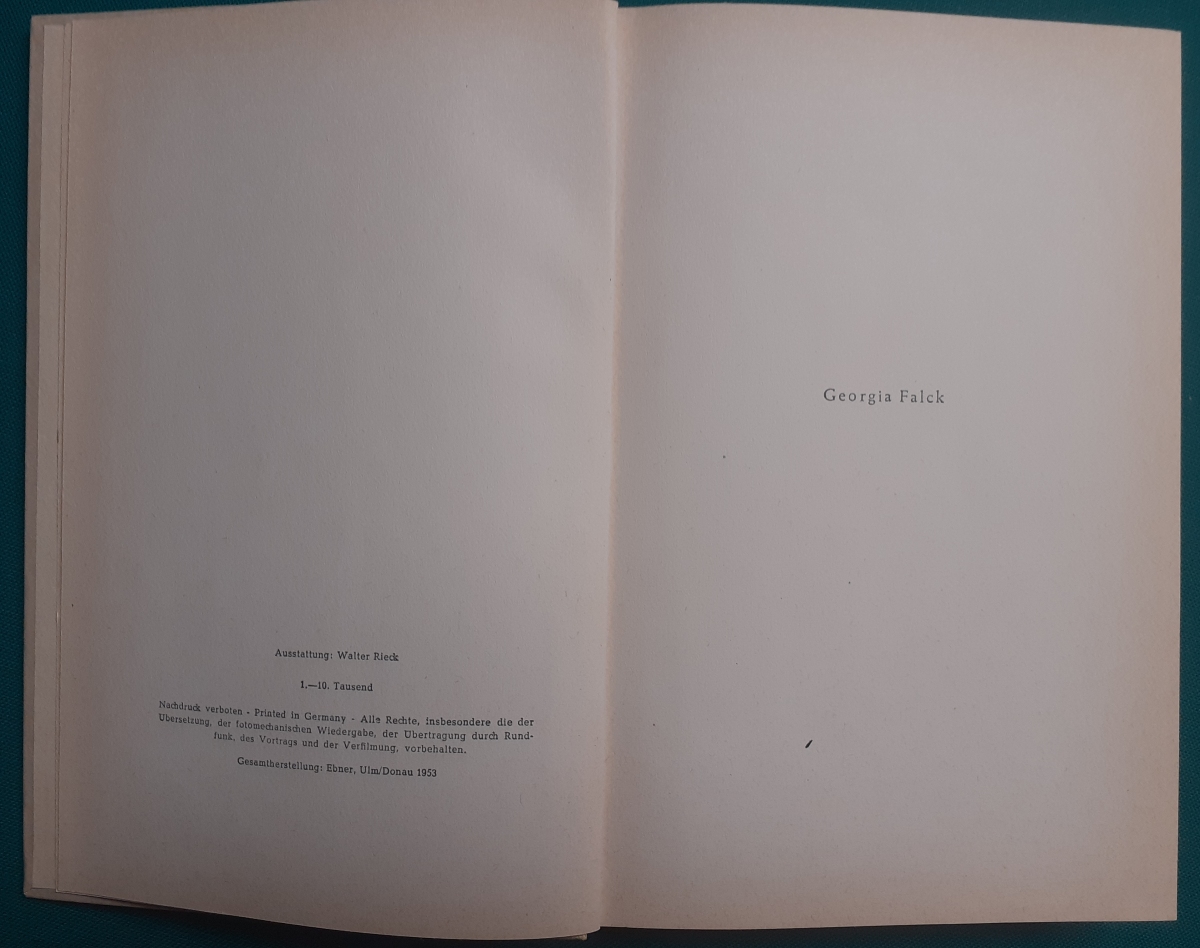 Ausstattung: Walter Rieck
1.—10. Tausend
Nachdruck verboten - Printed in Germany - Alle Rechte, insbesondere die der
Übersetzung, der fotomechanischen Wiedergabe, der Übertragung durch Rund-
funk, des Vortrags und der Verfilmung, vorbehalten.
Gesamtherstellung: Ebner, Ulm/Donau 1953
Georgia Falck